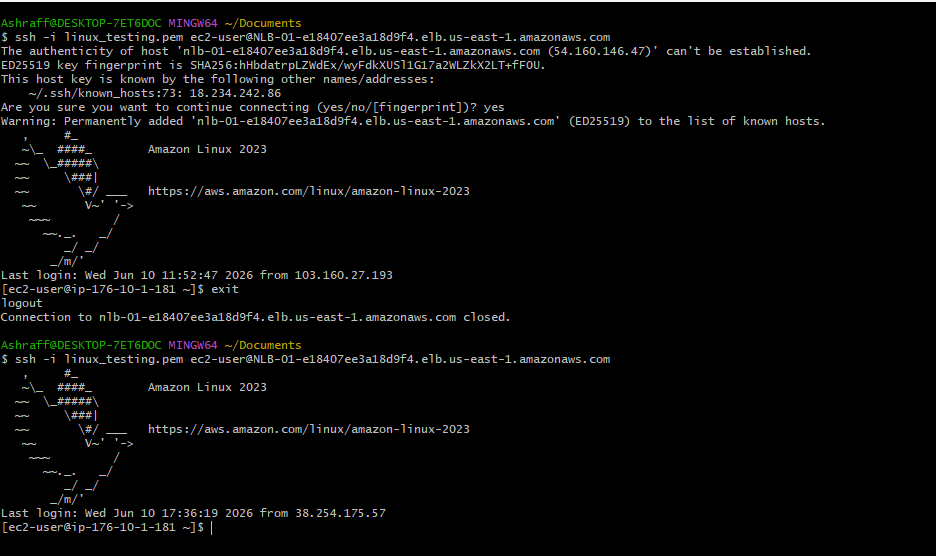 Ashraff@DESKTOP-7ET6DOC MINGW64 ~/Documents
$ ssh -i linux_testing.pem ec2-user@NLB-01-e18407ee3a18d9f4.elb.us-east-1.amazonaws.com
The authenticity of host 'nlb-01-e18407ee3a18d9f4.elb.us-east-1.amazonaws.com (54.160.146.47)' can't be established.
ED25519 key fingerprint is SHA256:hHbdatrpLZWdEx/wyFdkXUSl1G17a2WLZkX2LT+fF0U.
This host key is known by the following other names/addresses:
    ~/.ssh/known_hosts:73: 18.234.242.86
Are you sure you want to continue connecting (yes/no/[fingerprint])? yes
Warning: Permanently added 'nlb-01-e18407ee3a18d9f4.elb.us-east-1.amazonaws.com' (ED25519) to the list of known hosts.
   ,     #_
   ~\_  ####_        Amazon Linux 2023
  ~~  \_#####\
  ~~     \###|
  ~~       \#/ ___   https://aws.amazon.com/linux/amazon-linux-2023
   ~~       V~' '->
    ~~~         /
      ~~._.   _/
         _/ _/
       _/m/'
Last login: Wed Jun 10 11:52:47 2026 from 103.160.27.193
[ec2-user@ip-176-10-1-181 ~]$ exit
logout
Connection to nlb-01-e18407ee3a18d9f4.elb.us-east-1.amazonaws.com closed.
Ashraff@DESKTOP-7ET6DOC MINGW64 ~/Documents
$ ssh -i linux_testing.pem ec2-user@NLB-01-e18407ee3a18d9f4.elb.us-east-1.amazonaws.com
   ,     #_
   ~\_  ####_        Amazon Linux 2023
  ~~  \_#####\
  ~~     \###|
  ~~       \#/ ___   https://aws.amazon.com/linux/amazon-linux-2023
   ~~       V~' '->
    ~~~         /
      ~~._.   _/
         _/ _/
       _/m/'
Last login: Wed Jun 10 17:36:19 2026 from 38.254.175.57
[ec2-user@ip-176-10-1-181 ~]$